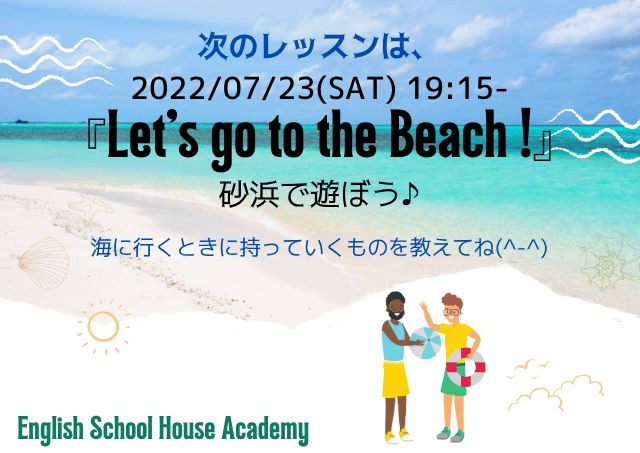 次のレッスンは、
2022/07/23(SAT) 19:15-
『Let's go to the Beach !』
砂浜で遊ぼう♪
海に行くときに持っていくものを教えてね(^-^)
English School House Academy